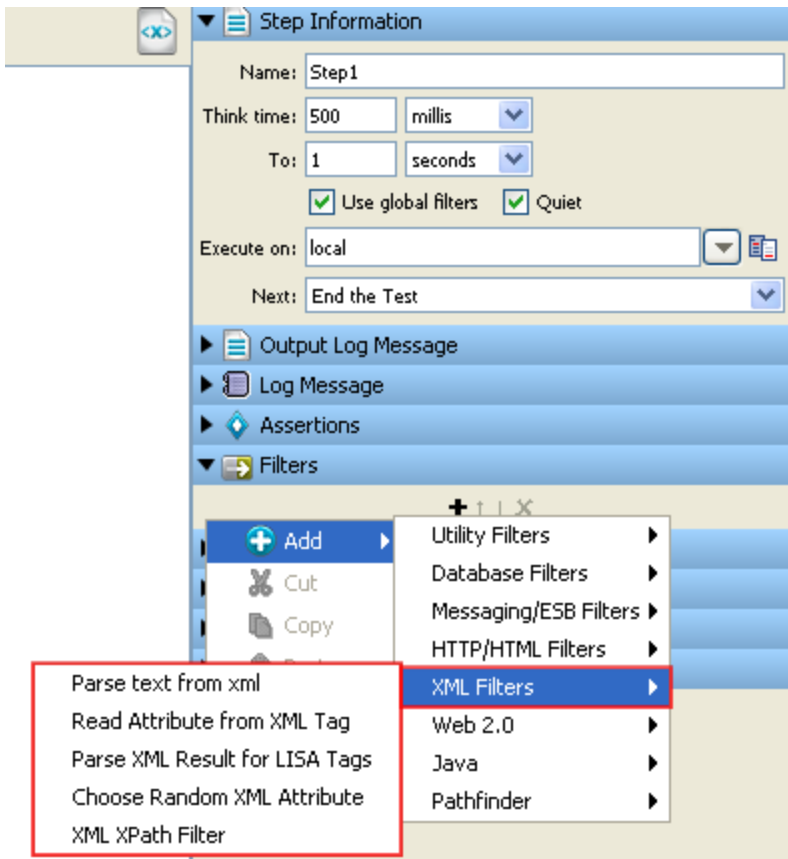 Step Information
Name: Step1
Think time: 500 millis
To: 1 seconds
Use global filters Quiet
Execute on: local
Next: End the Test
Output Log Message
Log Message
Assertions
Filters
Add
Cut
Copy
Utility Filters
Database Filters
Messaging/ESB Filters
HTTP/HTML Filters
XML Filters
Web 2.0
Java
Pathfinder
Parse text from xml
Read Attribute from XML Tag
Parse XML Result for LISA Tags
Choose Random XML Attribute
XML XPath Filter